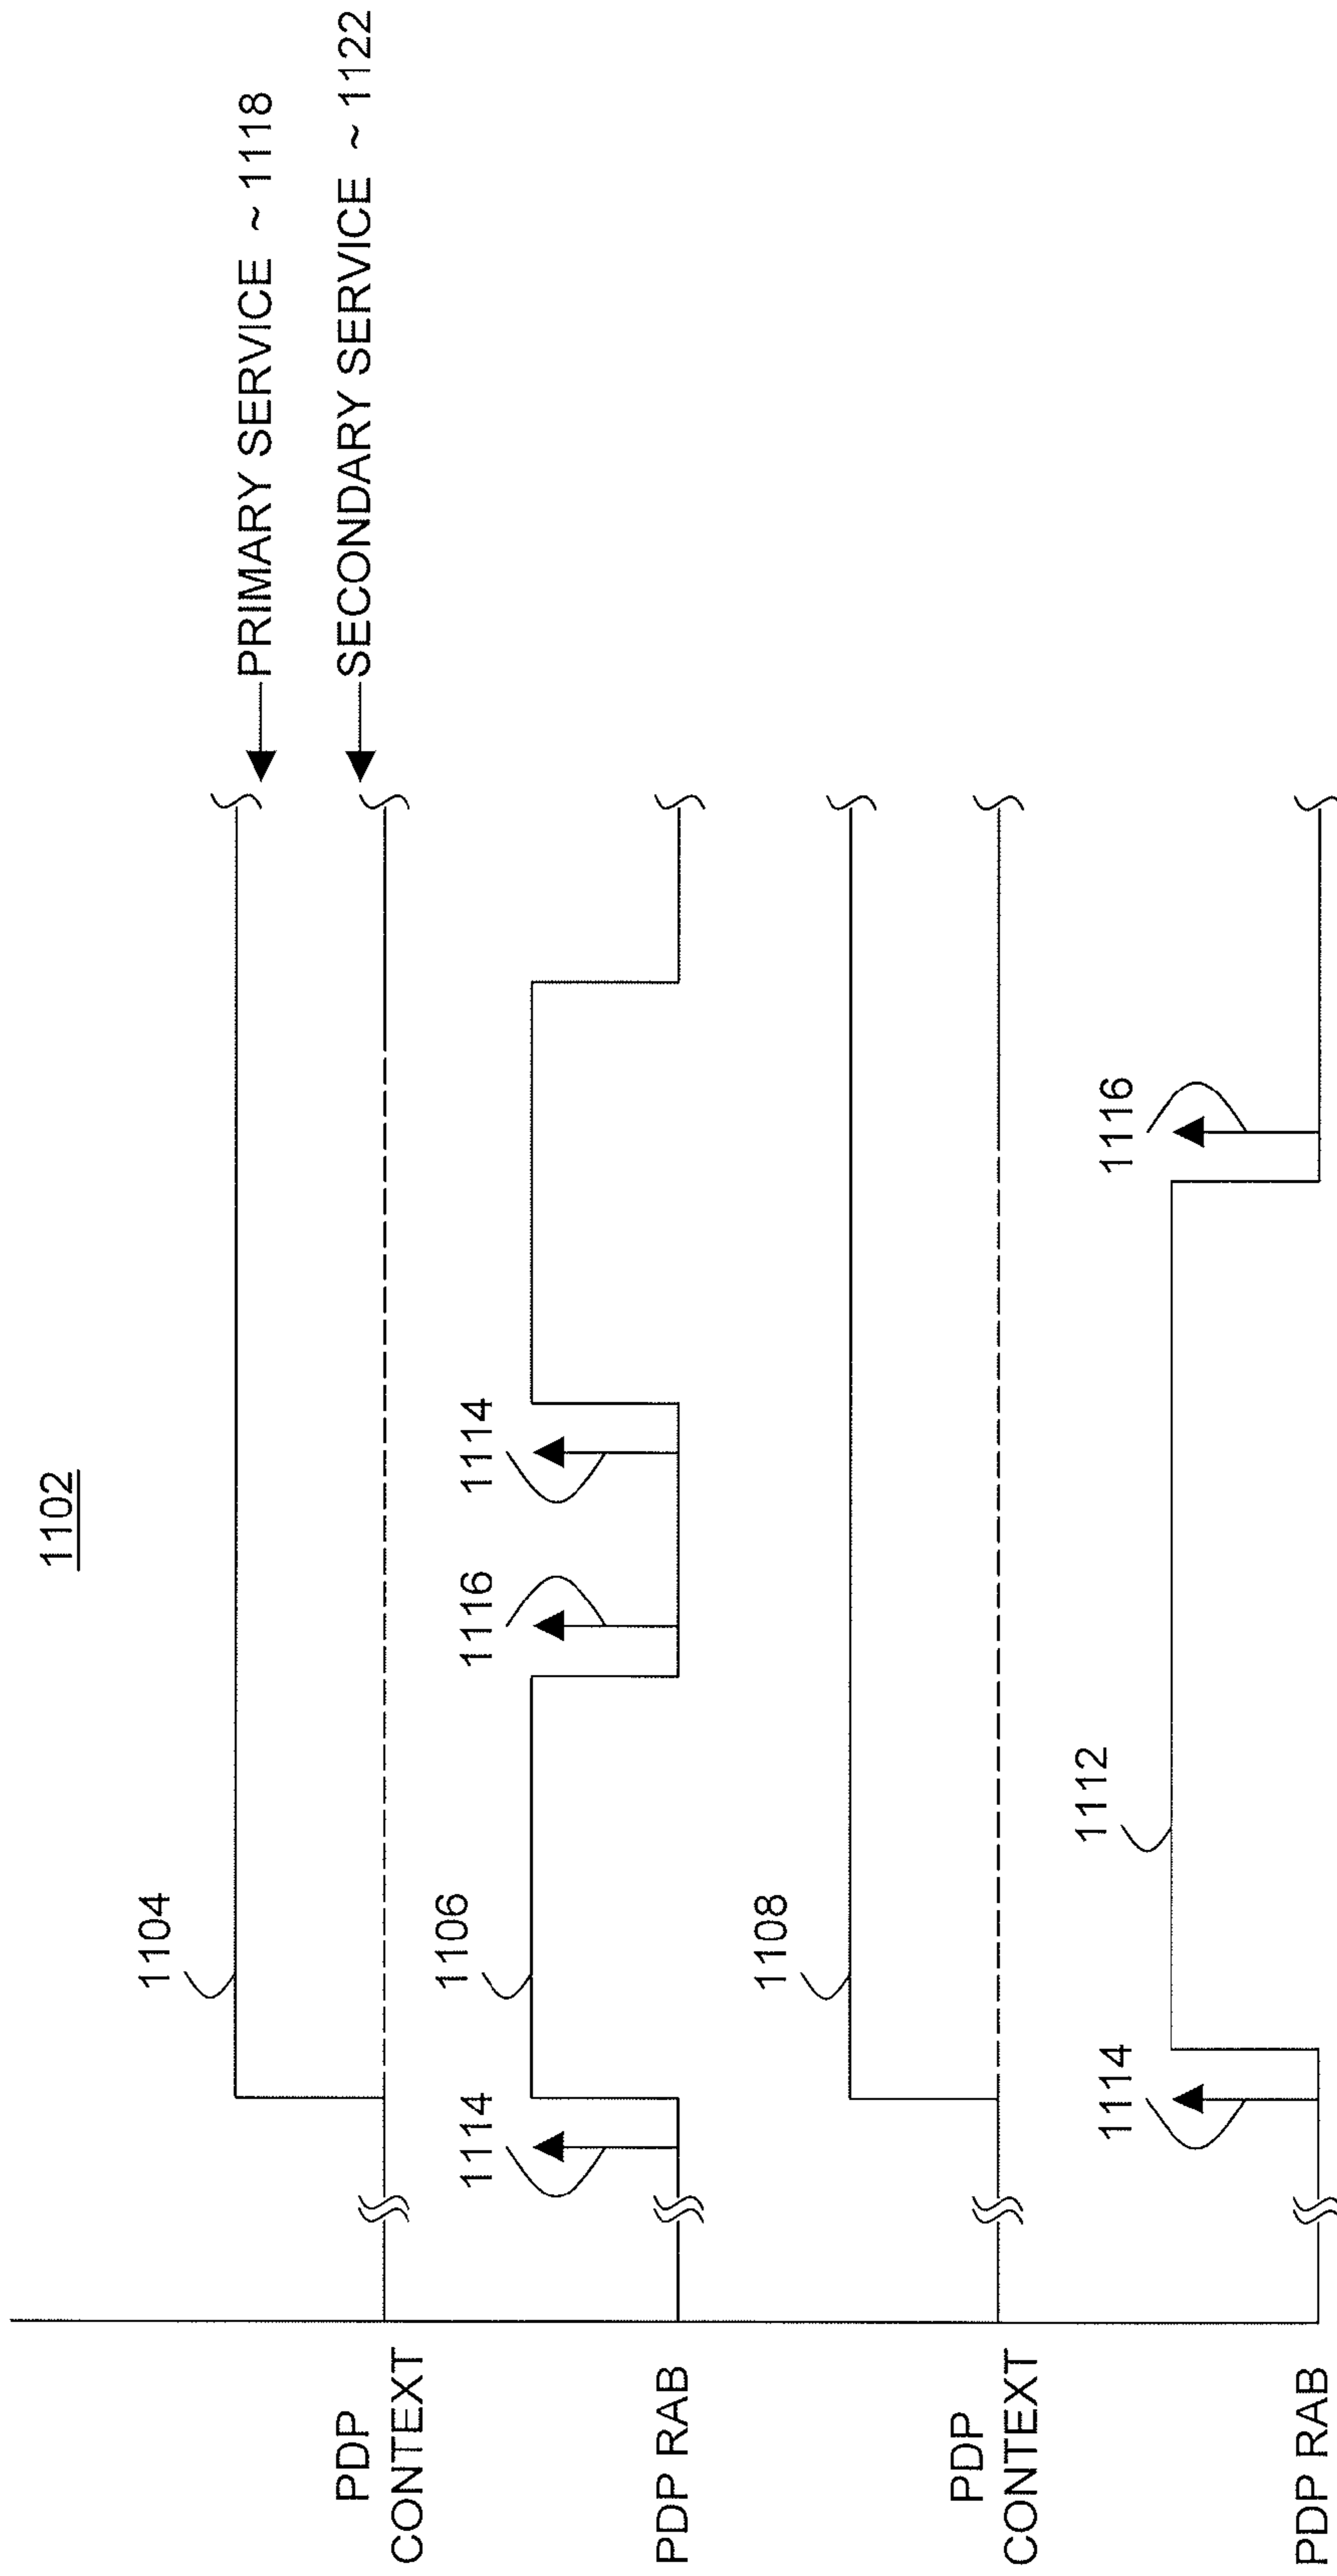 1102
PRIMARY SERVICE ~ 1118
SECONDARY SERVICE ~ 1122
1104
PDP
CONTEXT
1114
1106
1116
1114
PDP RAB
1108
PDP
CONTEXT
1114
1112
1116
PDP RAB